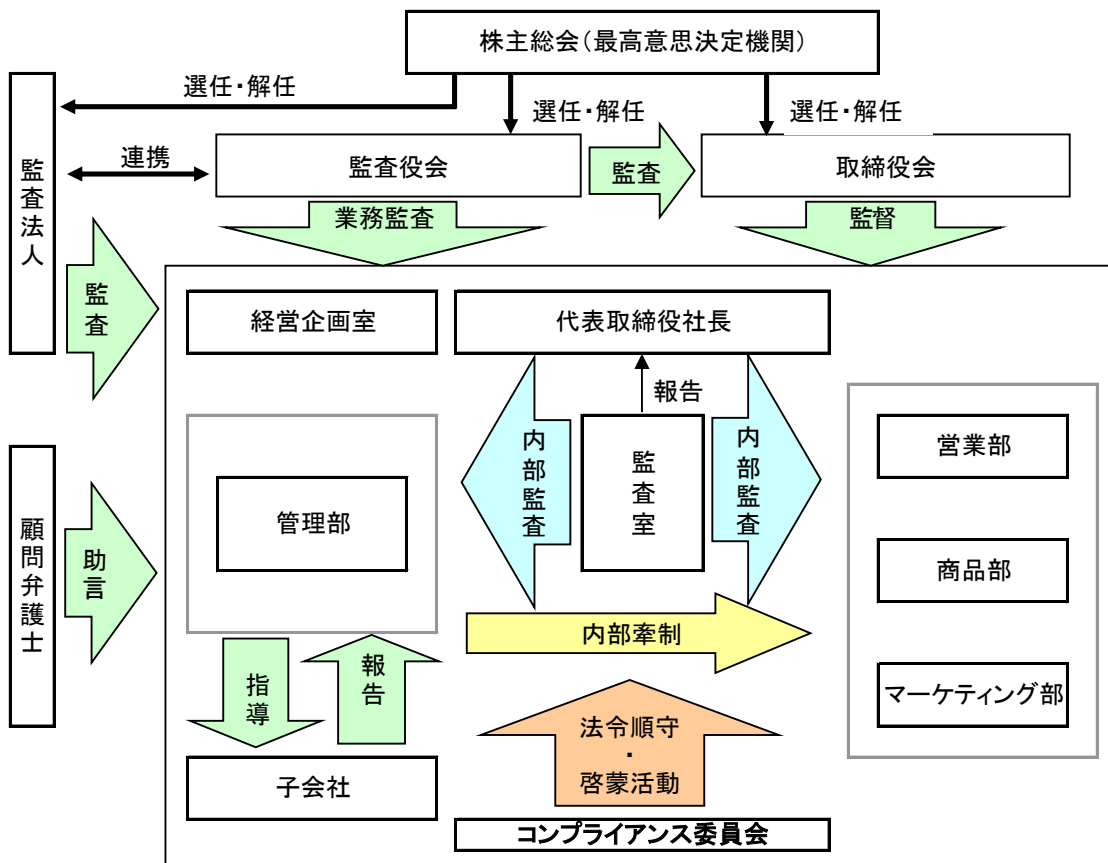 株主総会（最高意思決定機関）
選任・解任
選任・解任
選任・解任
監査法人
連携
監査役会
監査
取締役会
業務監査
監督
監査
経営企画室
代表取締役社長
報告
内部監査
監査室
内部監査
営業部
管理部
商品部
顧問弁護士
助言
内部牽制
マーケティング部
指導
報告
法令順守
・
啓蒙活動
子会社
コンプライアンス委員会